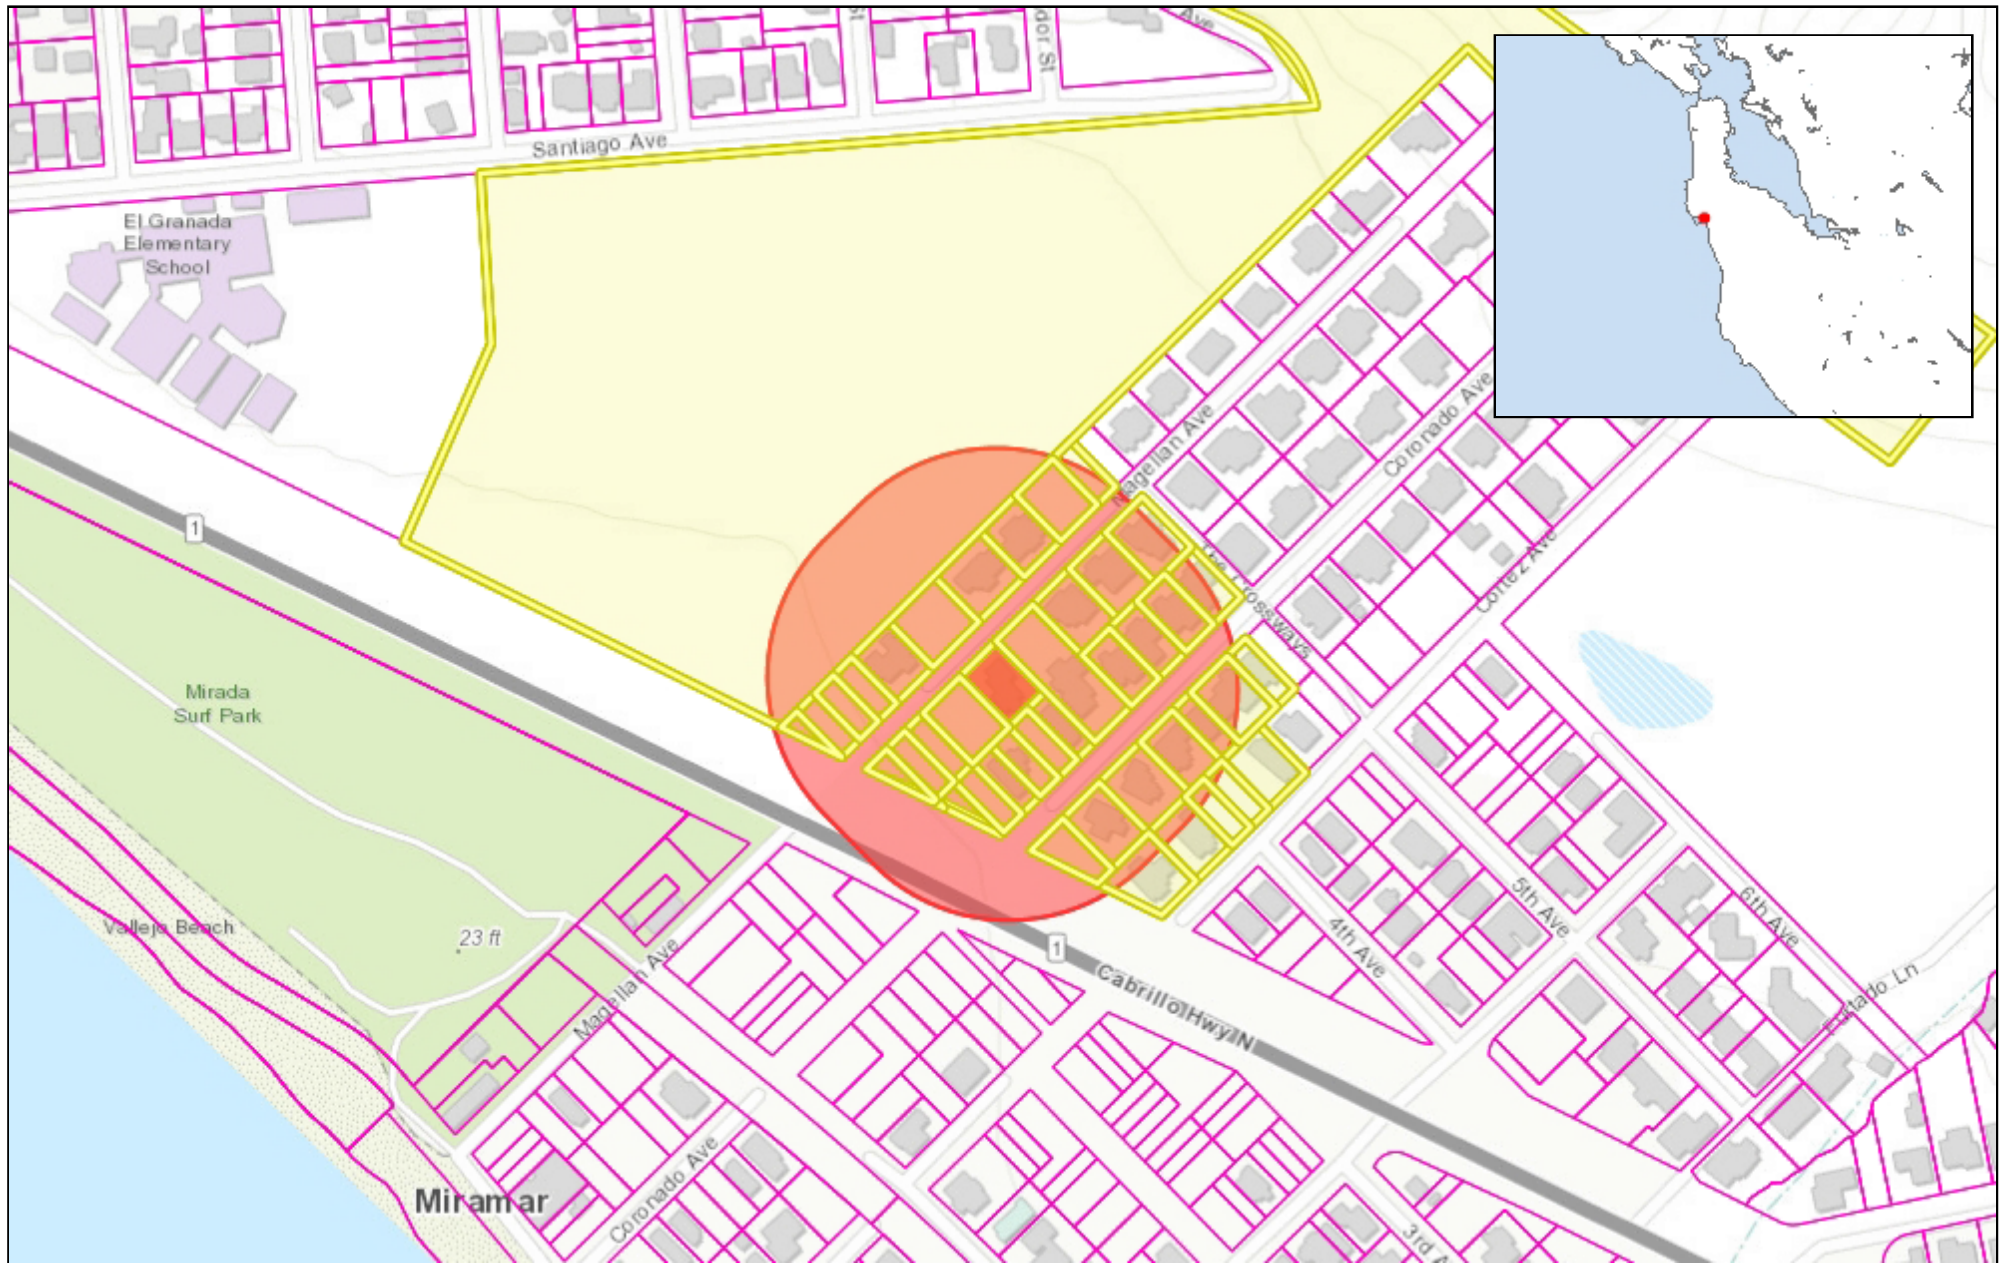 Ave
Santiago Ave
El Granada
Elementary
School
1
Magellan Ave
Coronado Ave
The Crossways
Cortez Ave
Mirada
Surf Park
Vallejo Beach
23 ft
Magellan Ave
1
Cabrillo Hwy N
4th Ave
5th Ave
6th Ave
Furtado Ln
Miramar
Coronado Ave
3rd A